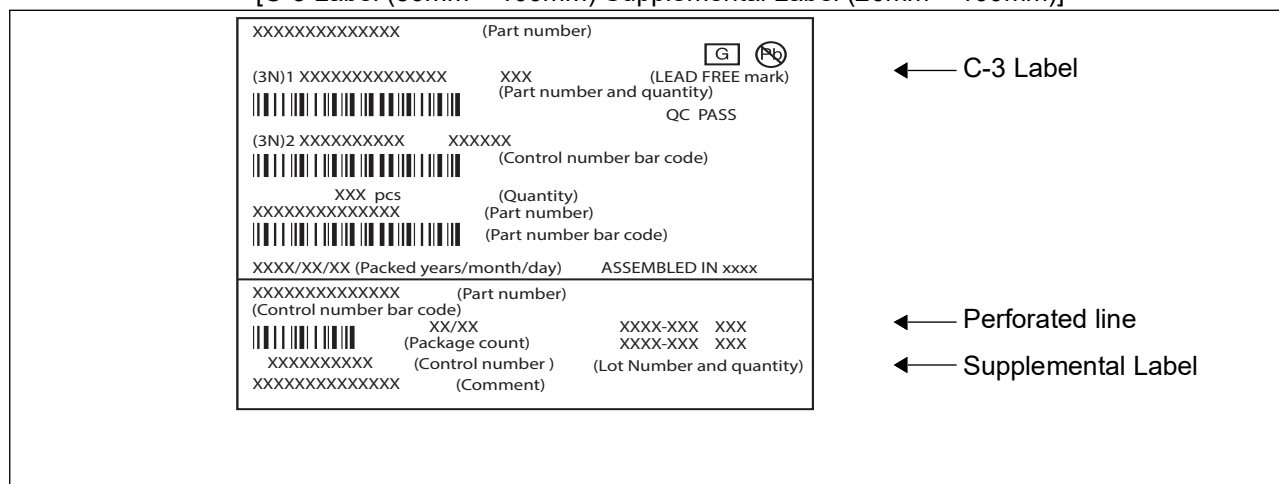 XXXXXXXXXXXXXX (Part number)
G Pb
(3N)1 XXXXXXXXXXXXXX XXX (LEAD FREE mark)
(Part number and quantity)
QC PASS
(3N)2 XXXXXXXXXX XXXXXX
(Control number bar code)
XXX pcs (Quantity)
XXXXXXXXXXXXXX (Part number)
(Part number bar code)
XXXX/XX/XX (Packed years/month/day) ASSEMBLED IN xxxx
XXXXXXXXXXXXXX (Part number)
(Control number bar code)
XX/XX XXXX-XXX XXX
(Package count) XXXX-XXX XXX
XXXXXXXXXX (Control number ) (Lot Number and quantity)
XXXXXXXXXXXXXX (Comment)
C-3 Label
Perforated line
Supplemental Label